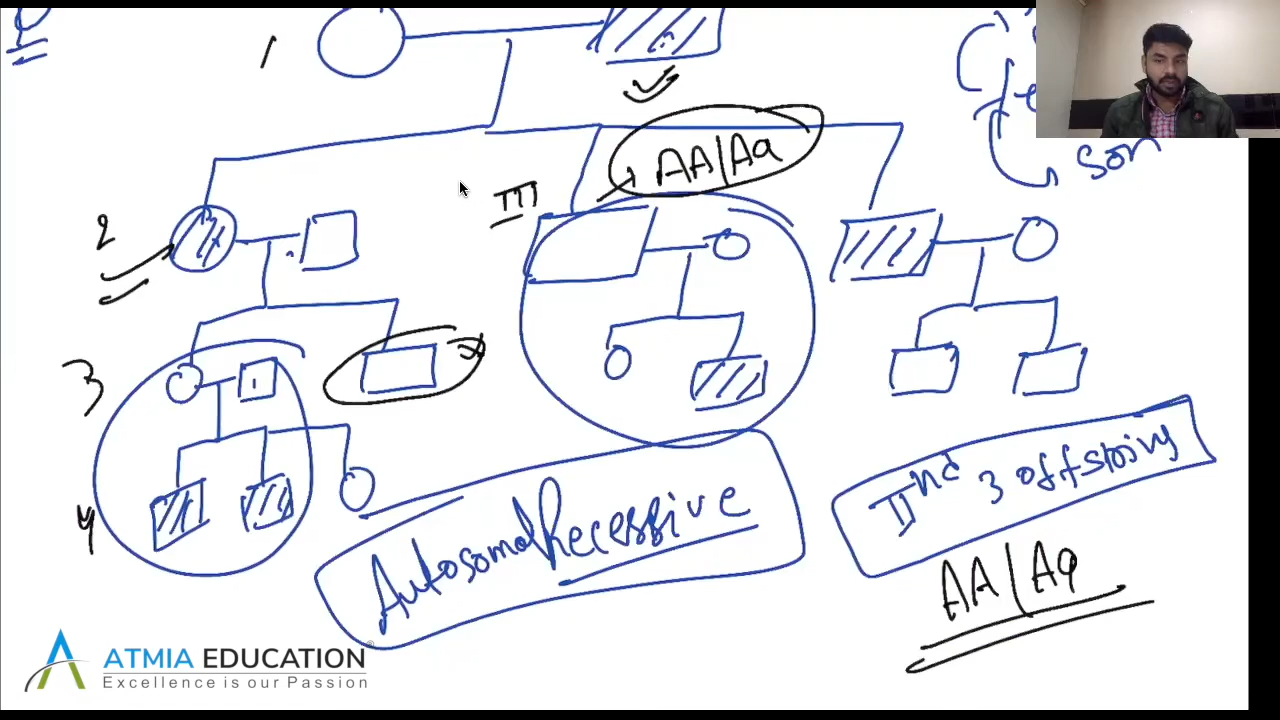 1
AA|Aa
son
III
2
3
4
Autosomal Recessive
IInd 3 offspring
AA|Aa
ATMIA EDUCATION
Excellence is our Passion